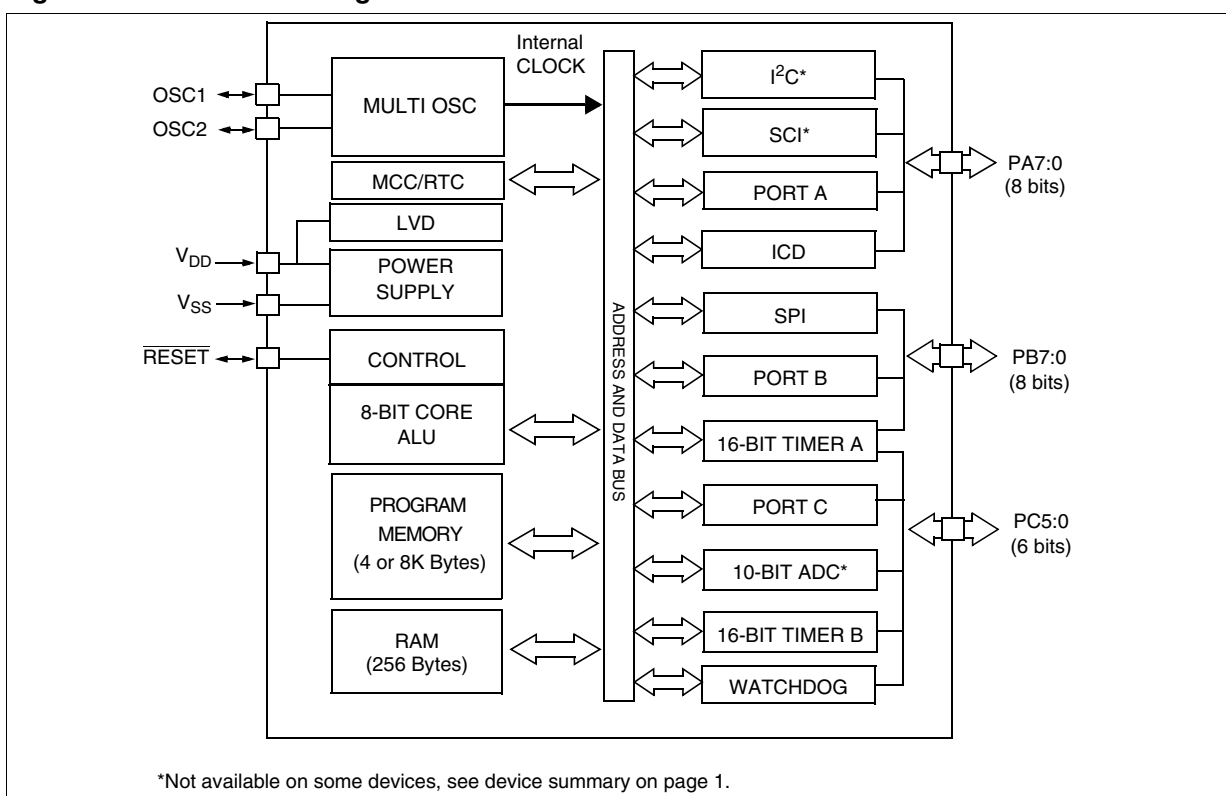 Internal
CLOCK
OSC1
OSC2
MULTI OSC
MCC/RTC
LVD
POWER
SUPPLY
VDD
VSS
RESET
CONTROL
8-BIT CORE
ALU
PROGRAM
MEMORY
(4 or 8K Bytes)
RAM
(256 Bytes)
ADDRESS AND DATA BUS
I²C*
SCI*
PORT A
ICD
SPI
PORT B
16-BIT TIMER A
PORT C
10-BIT ADC*
16-BIT TIMER B
WATCHDOG
PA7:0
(8 bits)
PB7:0
(8 bits)
PC5:0
(6 bits)
*Not available on some devices, see device summary on page 1.